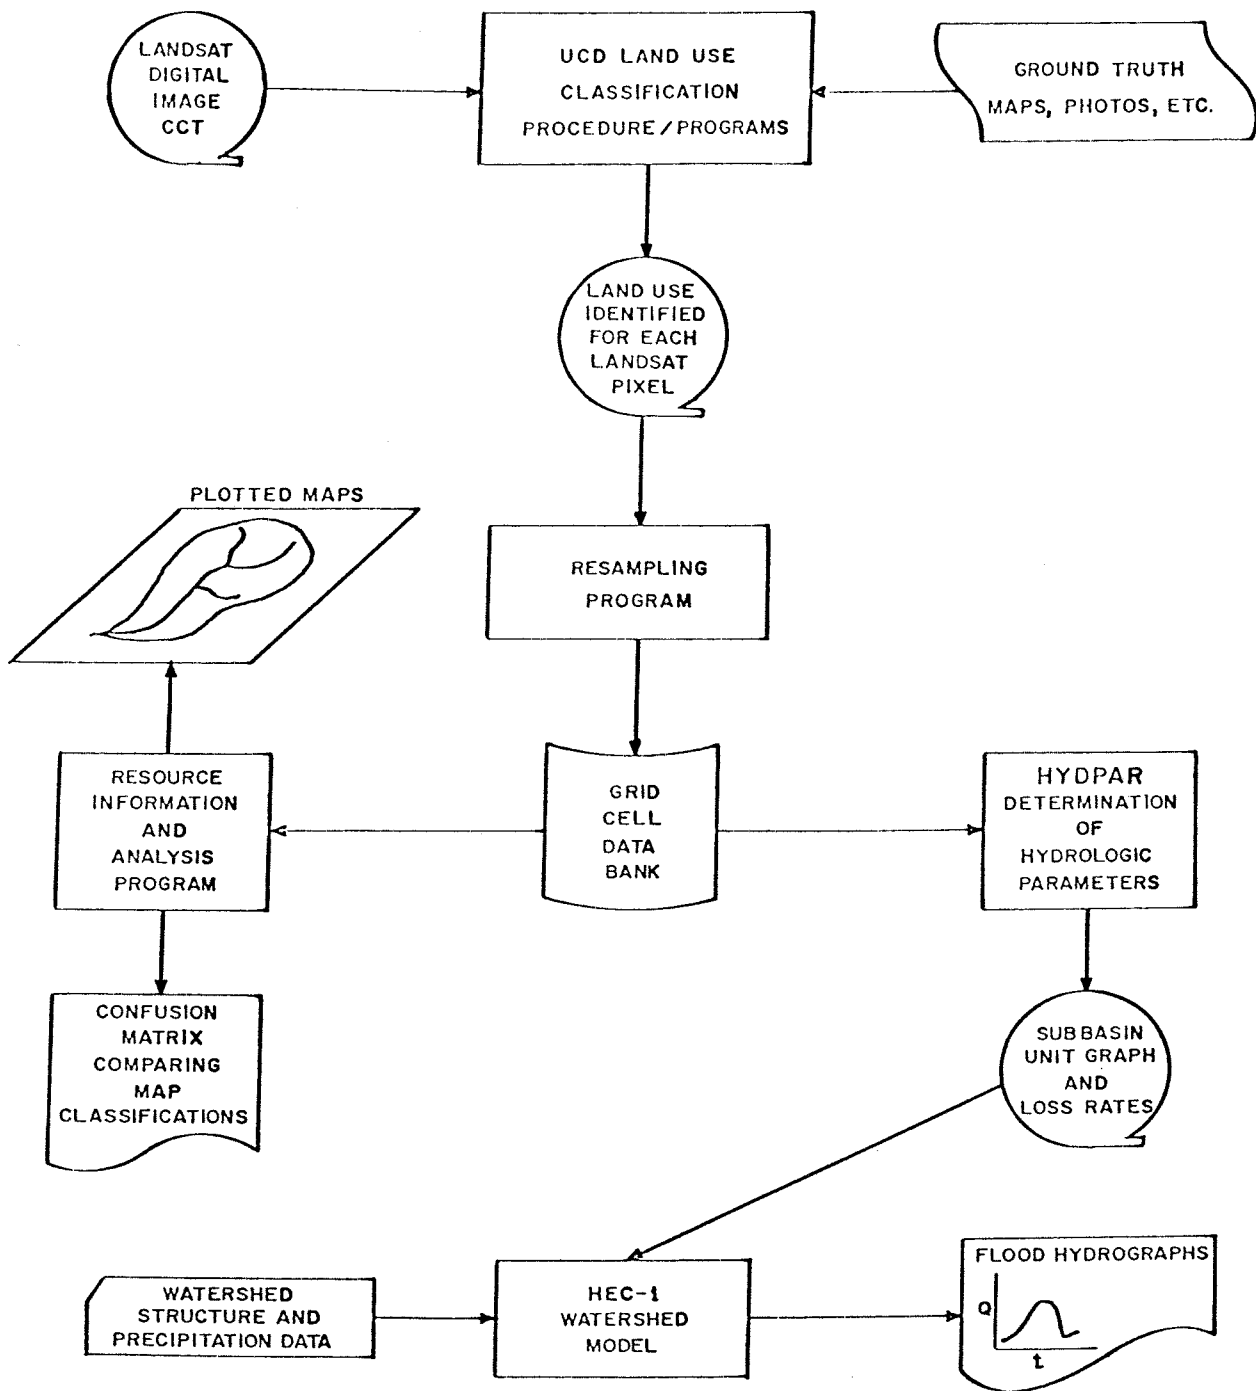 LANDSAT
DIGITAL
IMAGE
CCT
UCD LAND USE
CLASSIFICATION
PROCEDURE/PROGRAMS
GROUND TRUTH
MAPS, PHOTOS, ETC.
LAND USE
IDENTIFIED
FOR EACH
LANDSAT
PIXEL
PLOTTED MAPS
RESAMPLING
PROGRAM
RESOURCE
INFORMATION
AND
ANALYSIS
PROGRAM
GRID
CELL
DATA
BANK
HYDPAR
DETERMINATION
OF
HYDROLOGIC
PARAMETERS
CONFUSION
MATRIX
COMPARING
MAP
CLASSIFICATIONS
SUBBASIN
UNIT GRAPH
AND
LOSS RATES
WATERSHED
STRUCTURE AND
PRECIPITATION DATA
HEC-1
WATERSHED
MODEL
FLOOD HYDROGRAPHS
Q
t